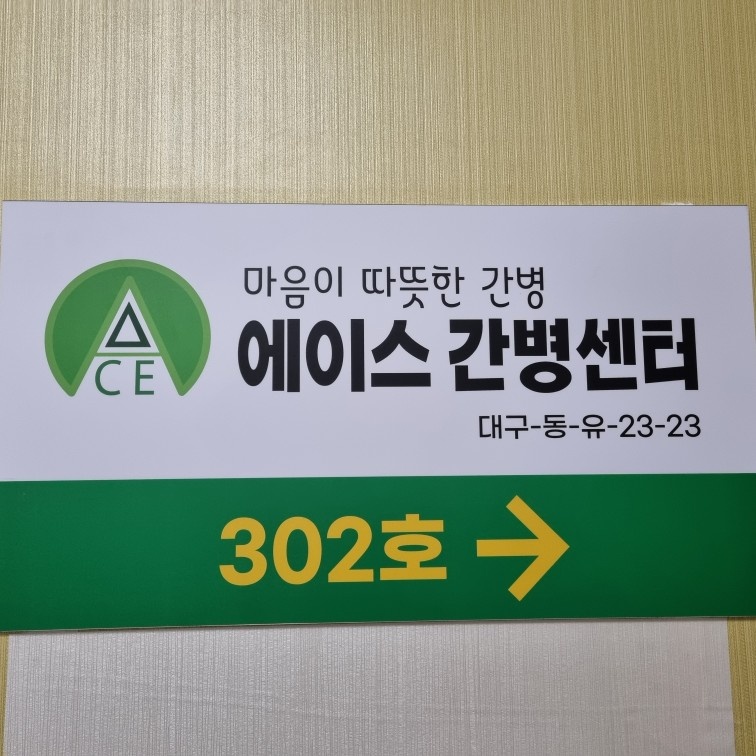 마음이 따뜻한 간병
에이스 간병센터
ACE
대구-동-유-23-23
302호 →